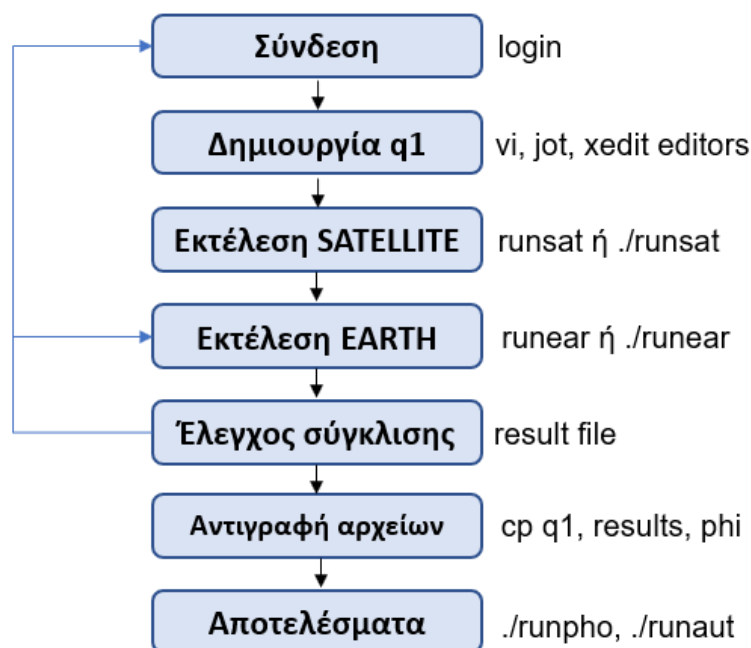 Σύνδεση login
Δημιουργία q1 vi, jot, xedit editors
Εκτέλεση SATELLITE runsat ή ./runsat
Εκτέλεση EARTH runear ή ./runear
Έλεγχος σύγκλισης result file
Αντιγραφή αρχείων cp q1, results, phi
Αποτελέσματα ./runpho, ./runaut